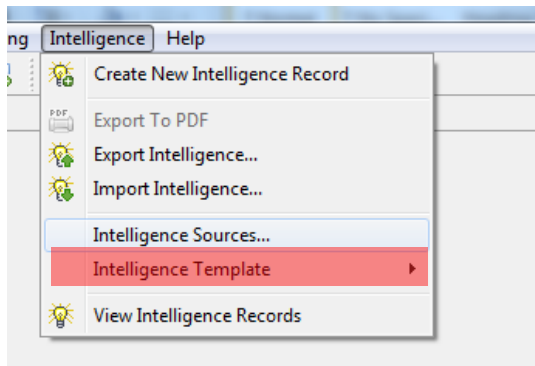 ng Intelligence Help
Create New Intelligence Record
PDF Export To PDF
Export Intelligence...
Import Intelligence...
Intelligence Sources...
Intelligence Template
View Intelligence Records